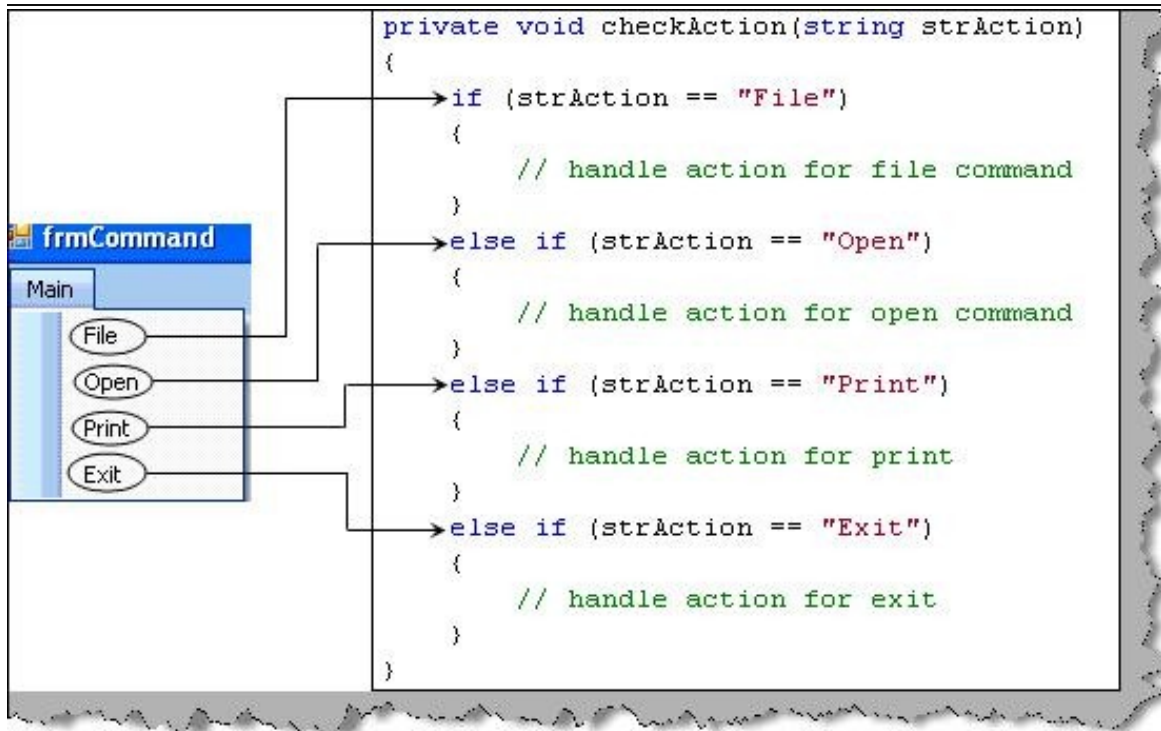 private void checkAction(string strAction)
{
if (strAction == "File")
{
// handle action for file command
}
else if (strAction == "Open")
{
// handle action for open command
}
else if (strAction == "Print")
{
// handle action for print
}
else if (strAction == "Exit")
{
// handle action for exit
}
}
frmCommand
Main
File
Open
Print
Exit